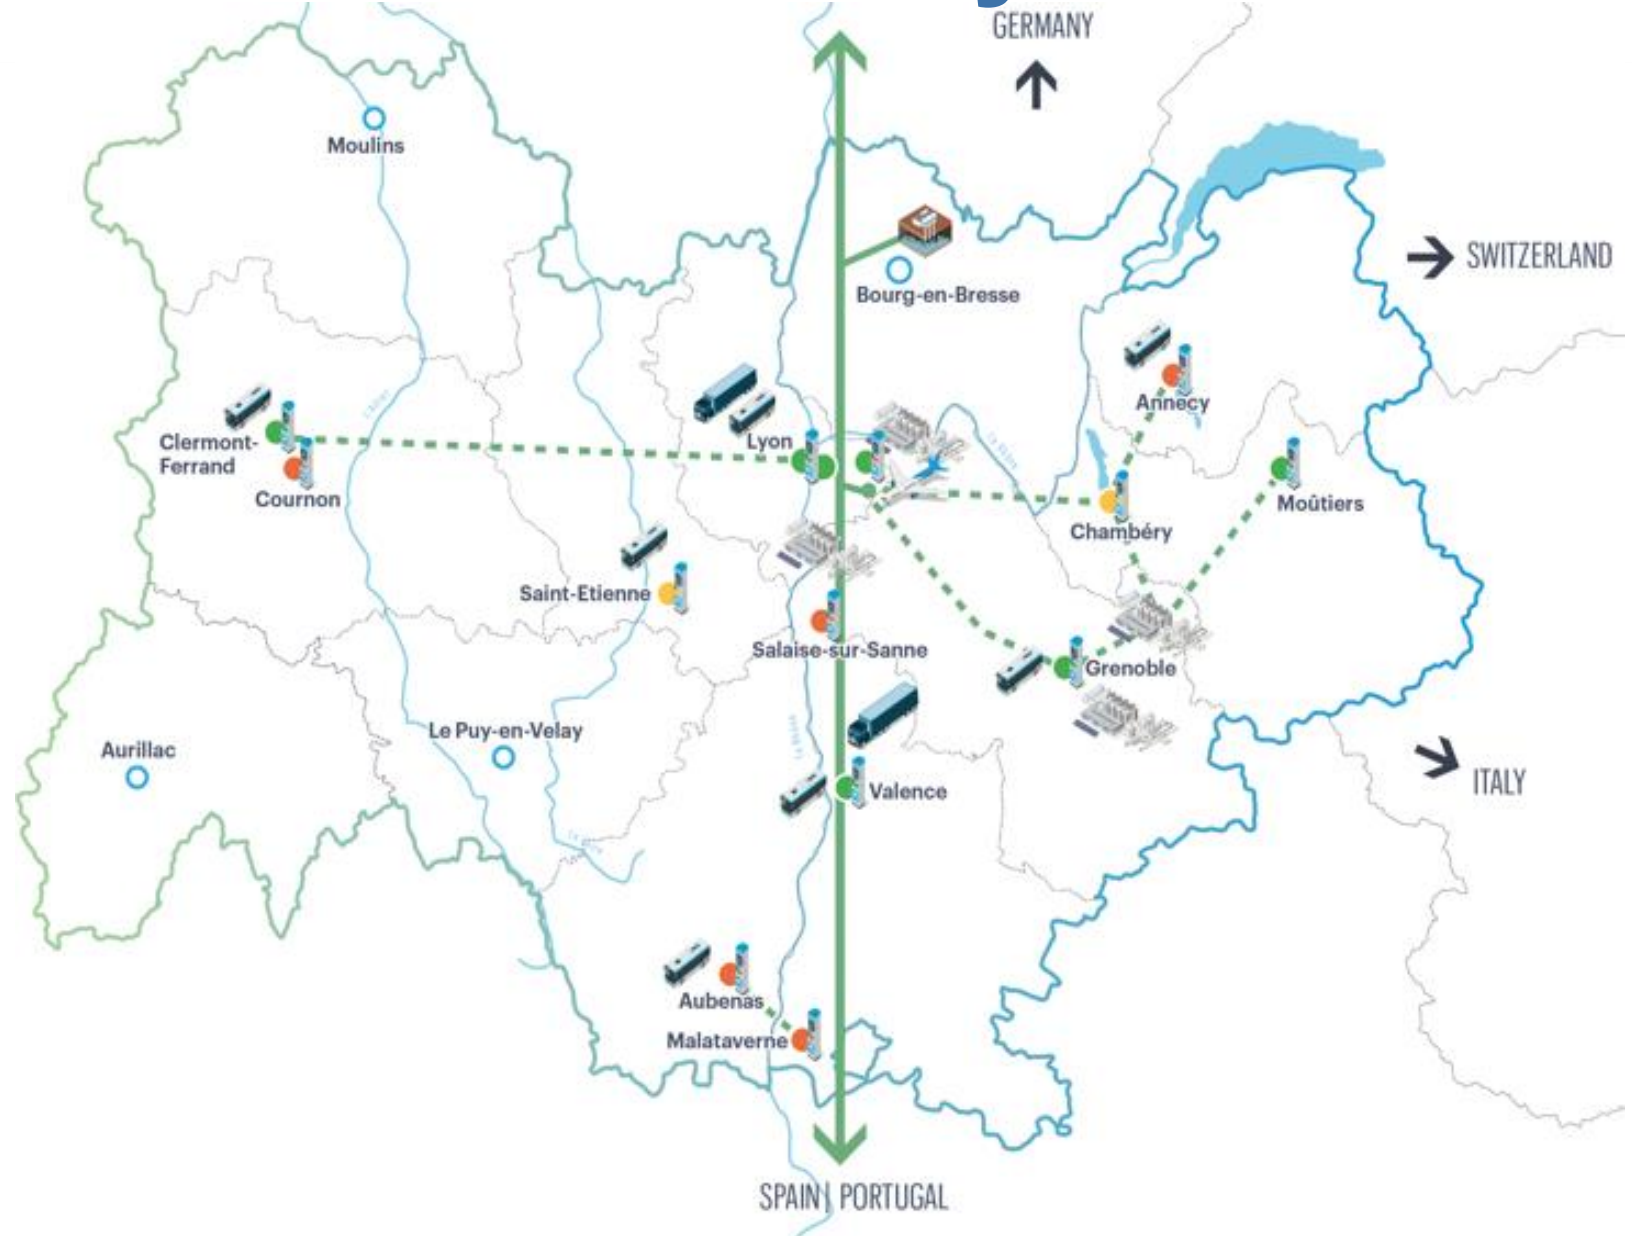 GERMANY
Moulins
SWITZERLAND
Bourg-en-Bresse
Annecy
Clermont-
Ferrand
Lyon
Cournon
Moûtiers
Chambéry
Saint-Etienne
Salaise-sur-Sanne
Grenoble
Le Puy-en-Velay
Aurillac
ITALY
Valence
Aubenas
Malataverne
SPAIN | PORTUGAL